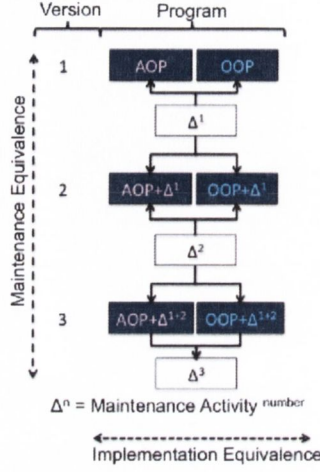 Version Program
1 AOP OOP
Δ¹
2 AOP+Δ¹ OOP+Δ¹
Δ²
3 AOP+Δ¹⁺² OOP+Δ¹⁺²
Δ³
Maintenance Equivalence
Δⁿ = Maintenance Activity ⁿᵘᵐᵇᵉʳ
Implementation Equivalence